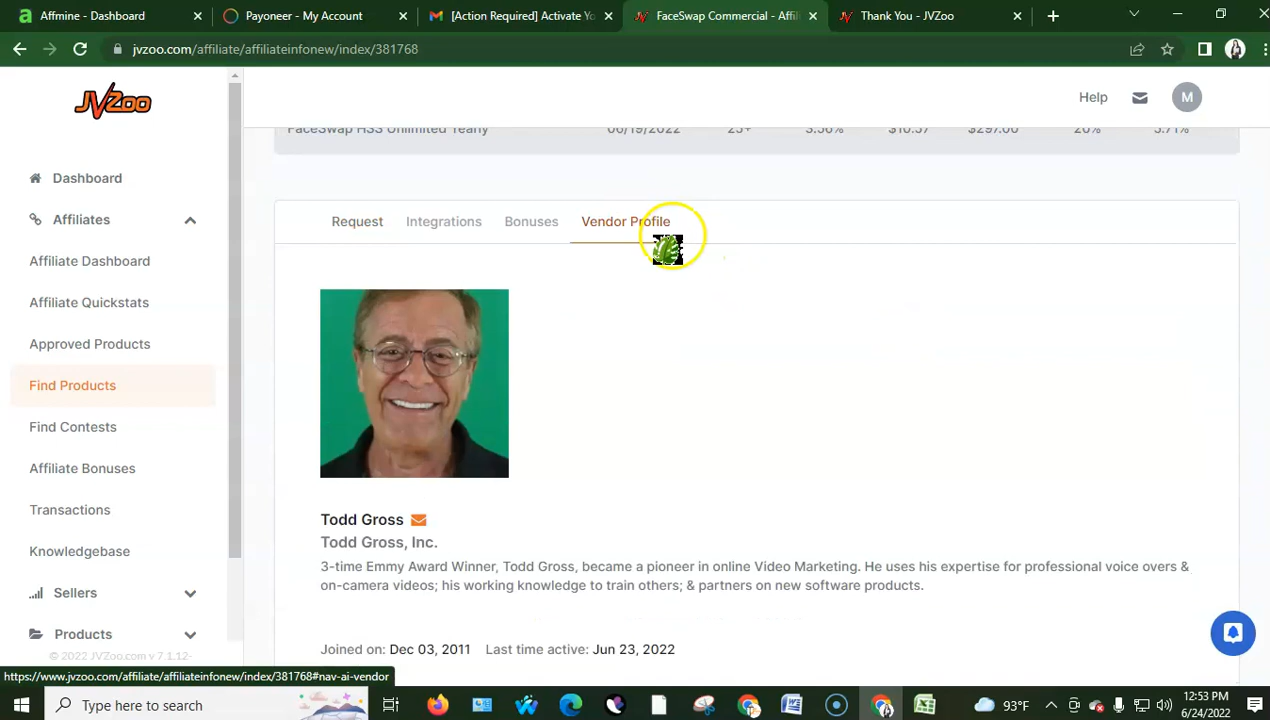 Affmine - Dashboard
Payoneer - My Account
[Action Required] Activate Yo
FaceSwap Commercial - Affili
Thank You - JVZoo
jvzoo.com/affiliate/affiliateinfonew/index/381768
JVZoo
Help
M
FaceSwap HSS Unlimited Yearly 06/19/2022 25+ 3.56% $10.57 $297.00 20% 3.71%
Dashboard
Affiliates
Affiliate Dashboard
Affiliate Quickstats
Approved Products
Find Products
Find Contests
Affiliate Bonuses
Transactions
Knowledgebase
Sellers
Products
© 2022 JVZoo.com v 7.1.12-
Request Integrations Bonuses Vendor Profile
Todd Gross
Todd Gross, Inc.
3-time Emmy Award Winner, Todd Gross, became a pioneer in online Video Marketing. He uses his expertise for professional voice overs &
on-camera videos; his working knowledge to train others; & partners on new software products.
Joined on: Dec 03, 2011 Last time active: Jun 23, 2022
https://www.jvzoo.com/affiliate/affiliateinfonew/index/381768#nav-ai-vendor
Type here to search
93°F
12:53 PM
6/24/2022